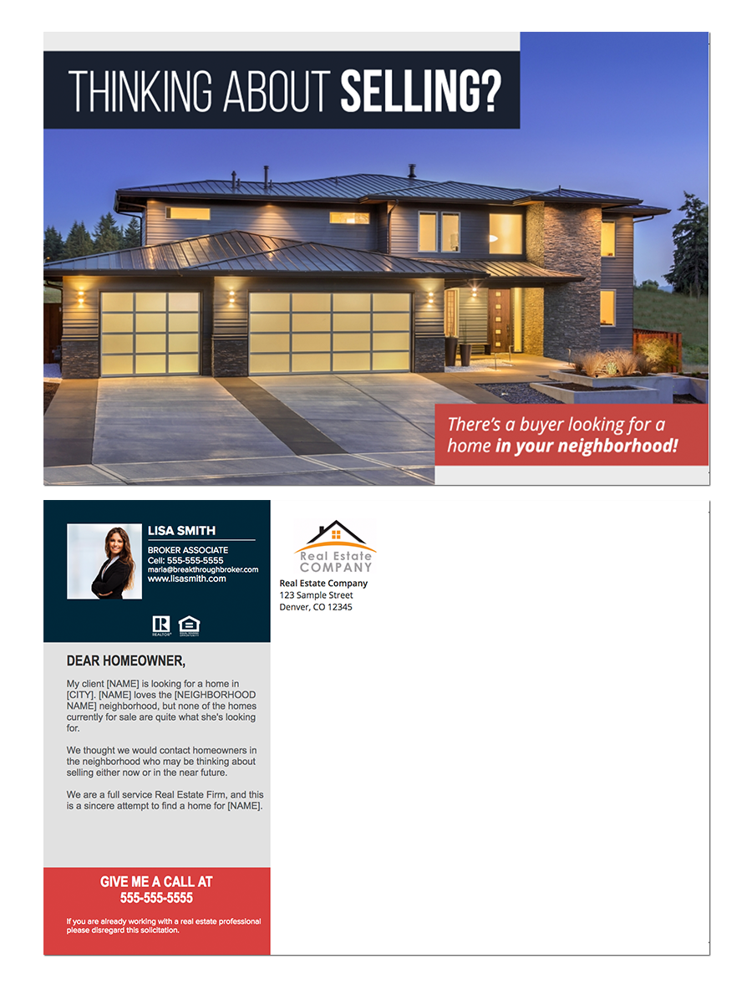 THINKING ABOUT SELLING?
There's a buyer looking for a
home in your neighborhood!
LISA SMITH
BROKER ASSOCIATE
Cell: 555-555-5555
maria@breakthroughbroker.com
www.lisasmith.com
R
REALTOR®
EQUAL HOUSING
OPPORTUNITY
Real Estate
COMPANY
Real Estate Company
123 Sample Street
Denver, CO 12345
DEAR HOMEOWNER,
My client [NAME] is looking for a home in
[CITY]. [NAME] loves the [NEIGHBORHOOD
NAME] neighborhood, but none of the homes
currently for sale are quite what she's looking
for.
We thought we would contact homeowners in
the neighborhood who may be thinking about
selling either now or in the near future.
We are a full service Real Estate Firm, and this
is a sincere attempt to find a home for [NAME].
GIVE ME A CALL AT
555-555-5555
If you are already working with a real estate professional
please disregard this solicitation.